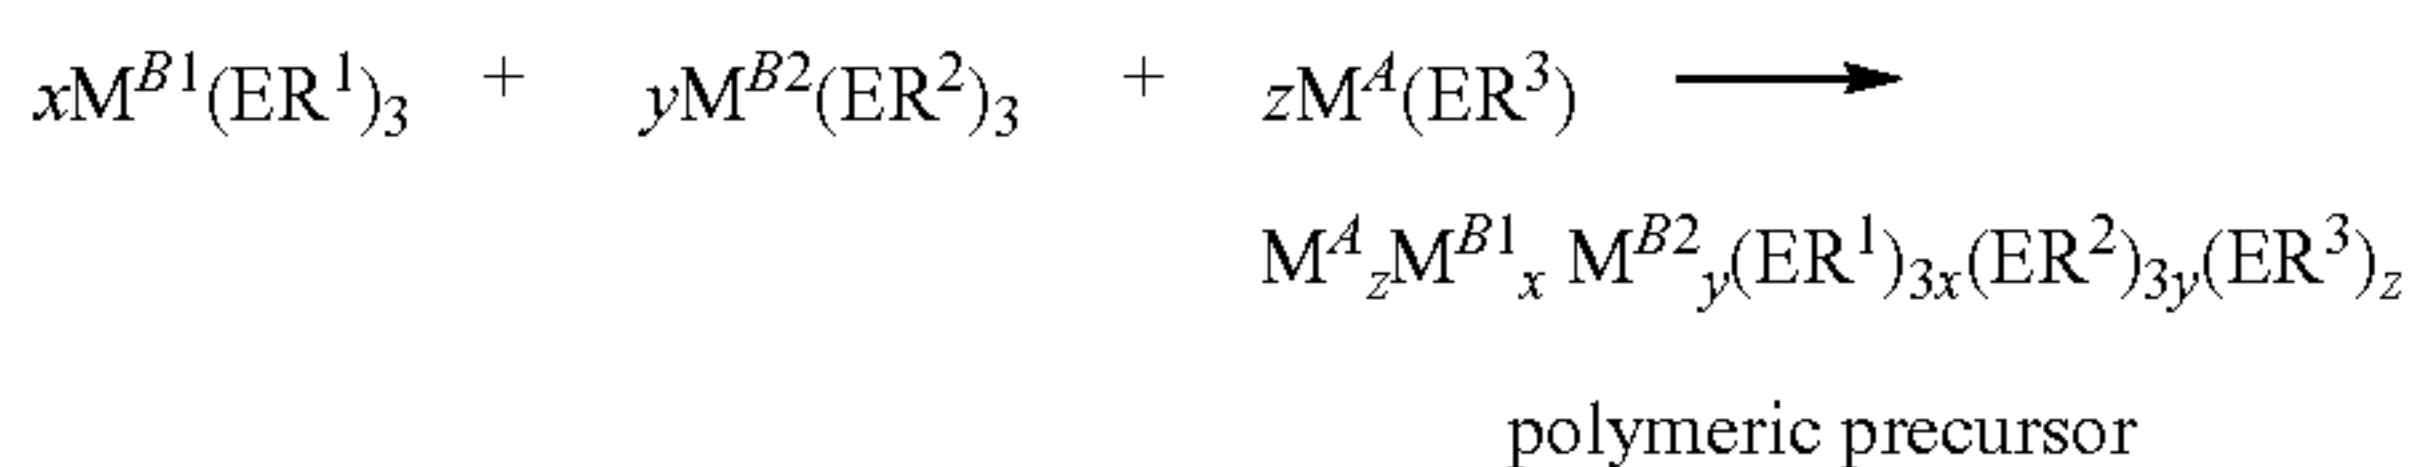 xM^{B1}(ER^1)_3 + yM^{B2}(ER^2)_3 + zM^A(ER^3) ⟶
M^A_zM^{B1}_x M^{B2}_y(ER^1)_{3x}(ER^2)_{3y}(ER^3)_z
polymeric precursor